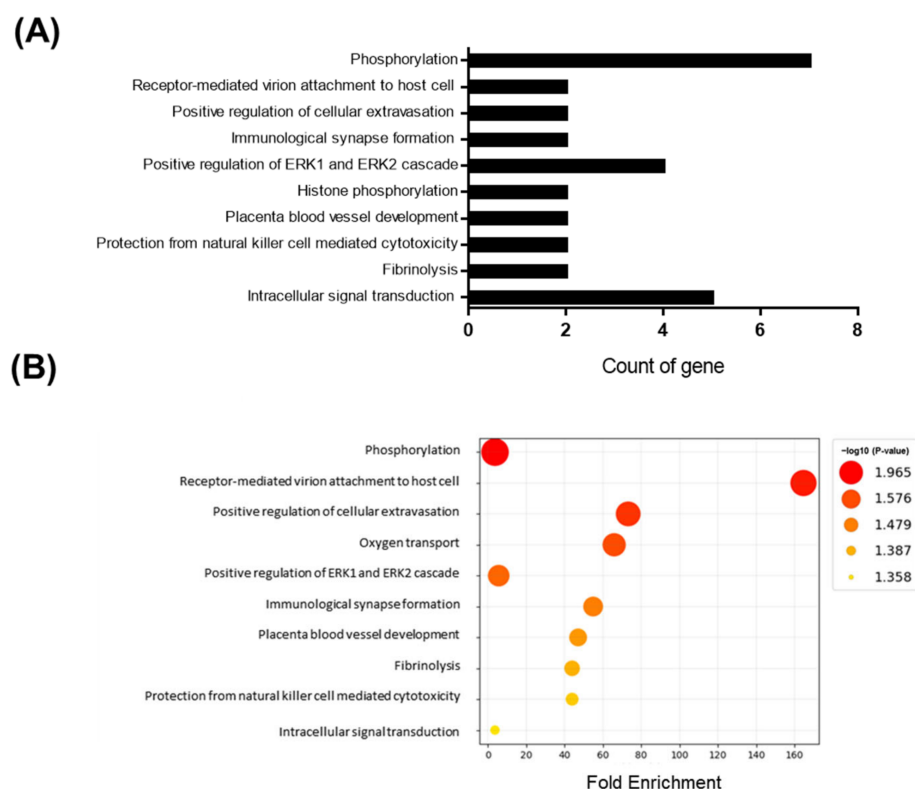 (A)
Phosphorylation
Receptor-mediated virion attachment to host cell
Positive regulation of cellular extravasation
Immunological synapse formation
Positive regulation of ERK1 and ERK2 cascade
Histone phosphorylation
Placenta blood vessel development
Protection from natural killer cell mediated cytotoxicity
Fibrinolysis
Intracellular signal transduction
0 2 4 6 8
Count of gene
(B)
Phosphorylation
Receptor-mediated virion attachment to host cell
Positive regulation of cellular extravasation
Oxygen transport
Positive regulation of ERK1 and ERK2 cascade
Immunological synapse formation
Placenta blood vessel development
Fibrinolysis
Protection from natural killer cell mediated cytotoxicity
Intracellular signal transduction
0 20 40 60 80 100 120 140 160
Fold Enrichment
−log10 (P-value)
1.965
1.576
1.479
1.387
1.358